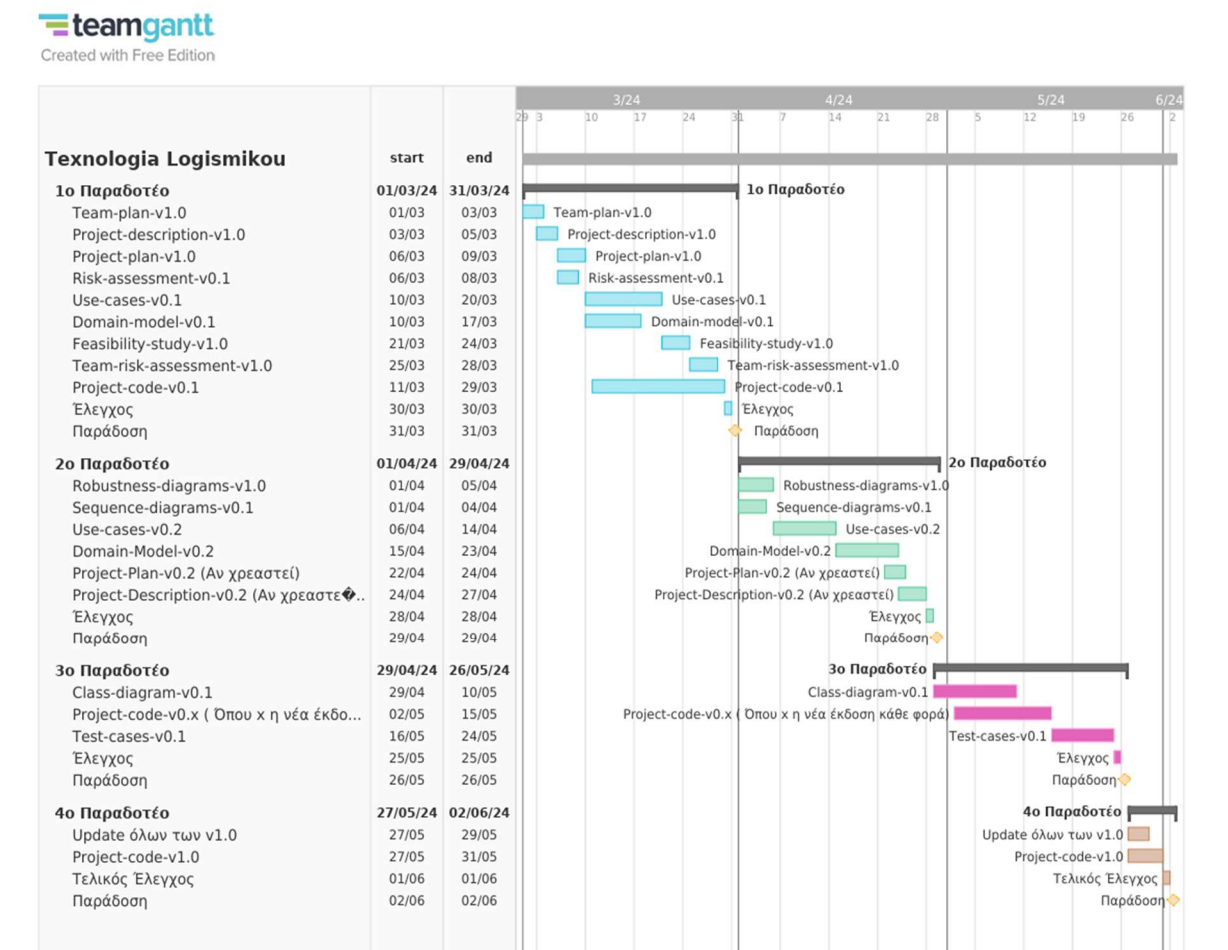 teamgantt
Created with Free Edition
3/24 4/24 5/24 6/24
29 3 10 17 24 31 7 14 21 28 5 12 19 26 2
Texnologia Logismikou start end
1ο Παραδοτέο 01/03/24 31/03/24 1ο Παραδοτέο
Team-plan-v1.0 01/03 03/03 Team-plan-v1.0
Project-description-v1.0 03/03 05/03 Project-description-v1.0
Project-plan-v1.0 06/03 09/03 Project-plan-v1.0
Risk-assessment-v0.1 06/03 08/03 Risk-assessment-v0.1
Use-cases-v0.1 10/03 20/03 Use-cases-v0.1
Domain-model-v0.1 10/03 17/03 Domain-model-v0.1
Feasibility-study-v1.0 21/03 24/03 Feasibility-study-v1.0
Team-risk-assessment-v1.0 25/03 28/03 Team-risk-assessment-v1.0
Project-code-v0.1 11/03 29/03 Project-code-v0.1
Έλεγχος 30/03 30/03 Έλεγχος
Παράδοση 31/03 31/03 Παράδοση
2ο Παραδοτέο 01/04/24 29/04/24 2ο Παραδοτέο
Robustness-diagrams-v1.0 01/04 05/04 Robustness-diagrams-v1.0
Sequence-diagrams-v0.1 01/04 04/04 Sequence-diagrams-v0.1
Use-cases-v0.2 06/04 14/04 Use-cases-v0.2
Domain-Model-v0.2 15/04 23/04 Domain-Model-v0.2
Project-Plan-v0.2 (Αν χρεαστεί) 22/04 24/04 Project-Plan-v0.2 (Αν χρεαστεί)
Project-Description-v0.2 (Αν χρεαστε�.. 24/04 27/04 Project-Description-v0.2 (Αν χρεαστεί)
Έλεγχος 28/04 28/04 Έλεγχος
Παράδοση 29/04 29/04 Παράδοση
3ο Παραδοτέο 29/04/24 26/05/24 3ο Παραδοτέο
Class-diagram-v0.1 29/04 10/05 Class-diagram-v0.1
Project-code-v0.x ( Όπου x η νέα έκδο... 02/05 15/05 Project-code-v0.x ( Όπου x η νέα έκδοση κάθε φορά)
Test-cases-v0.1 16/05 24/05 Test-cases-v0.1
Έλεγχος 25/05 25/05 Έλεγχος
Παράδοση 26/05 26/05 Παράδοση
4ο Παραδοτέο 27/05/24 02/06/24 4ο Παραδοτέο
Update όλων των v1.0 27/05 29/05 Update όλων των v1.0
Project-code-v1.0 27/05 31/05 Project-code-v1.0
Τελικός Έλεγχος 01/06 01/06 Τελικός Έλεγχος
Παράδοση 02/06 02/06 Παράδοση